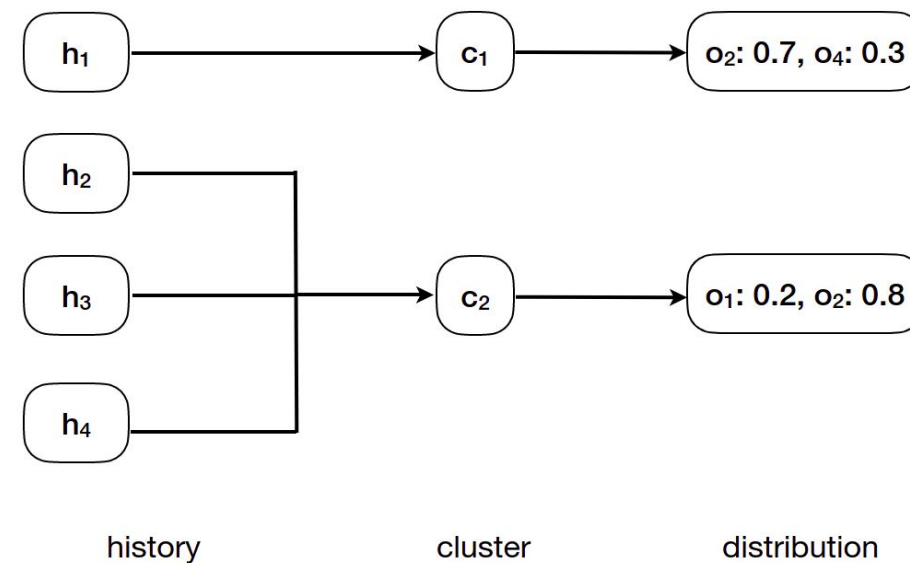 h₁ c₁ o₂: 0.7, o₄: 0.3
h₂
h₃ c₂ o₁: 0.2, o₂: 0.8
h₄
history cluster distribution